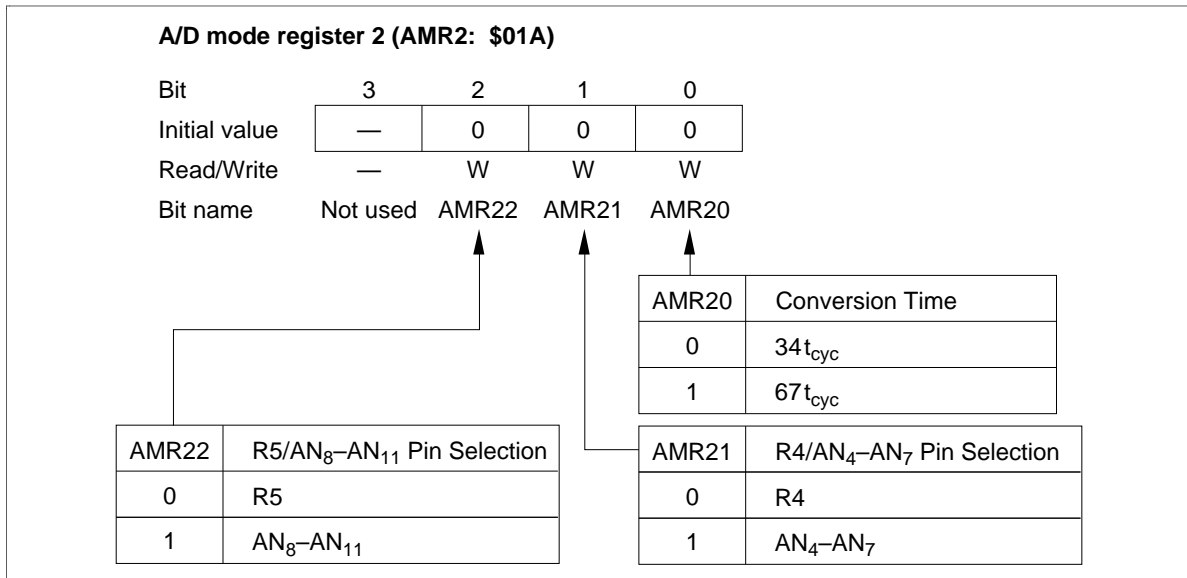 A/D mode register 2 (AMR2: $01A)
Bit 3 2 1 0
Initial value — 0 0 0
Read/Write — W W W
Bit name Not used AMR22 AMR21 AMR20
AMR20 Conversion Time
0 34tcyc
1 67tcyc
AMR22 R5/AN8–AN11 Pin Selection
0 R5
1 AN8–AN11
AMR21 R4/AN4–AN7 Pin Selection
0 R4
1 AN4–AN7